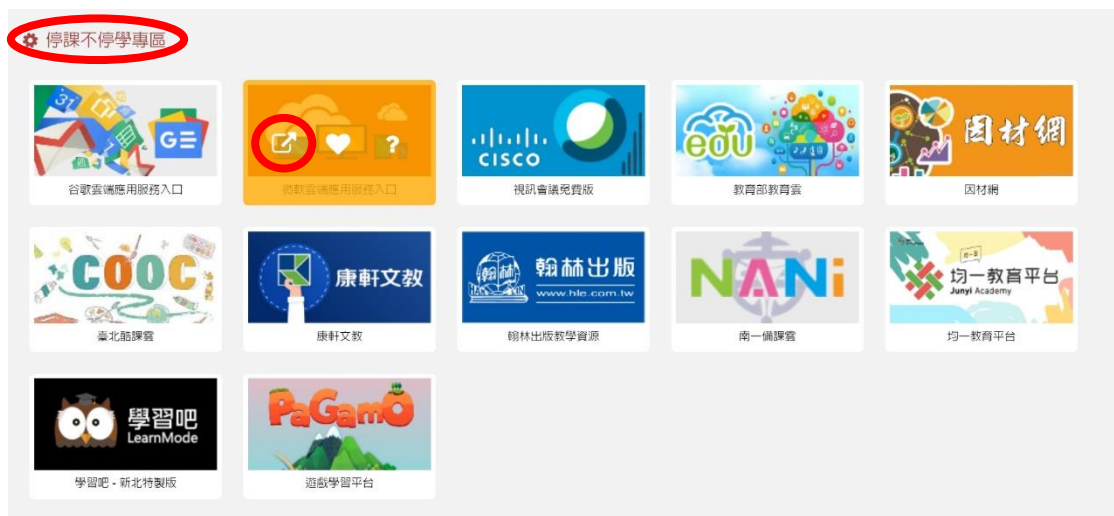 停課不停學專區
31
GE
谷歌雲端應用服務入口
?
微軟雲端應用服務入口
CISCO
視訊會議免費版
edu
教育部教育雲
因材網
因材網
COOC
臺北酷課雲
康軒文教
康軒文教
翰林
HAN LIN
翰林出版
www.hle.com.tw
翰林出版教學資源
NANi
南一備課雲
均一教育平台
Junyi Academy
均一教育平台
學習吧
LearnMode
學習吧 - 新北特製版
PaGamO
遊戲學習平台